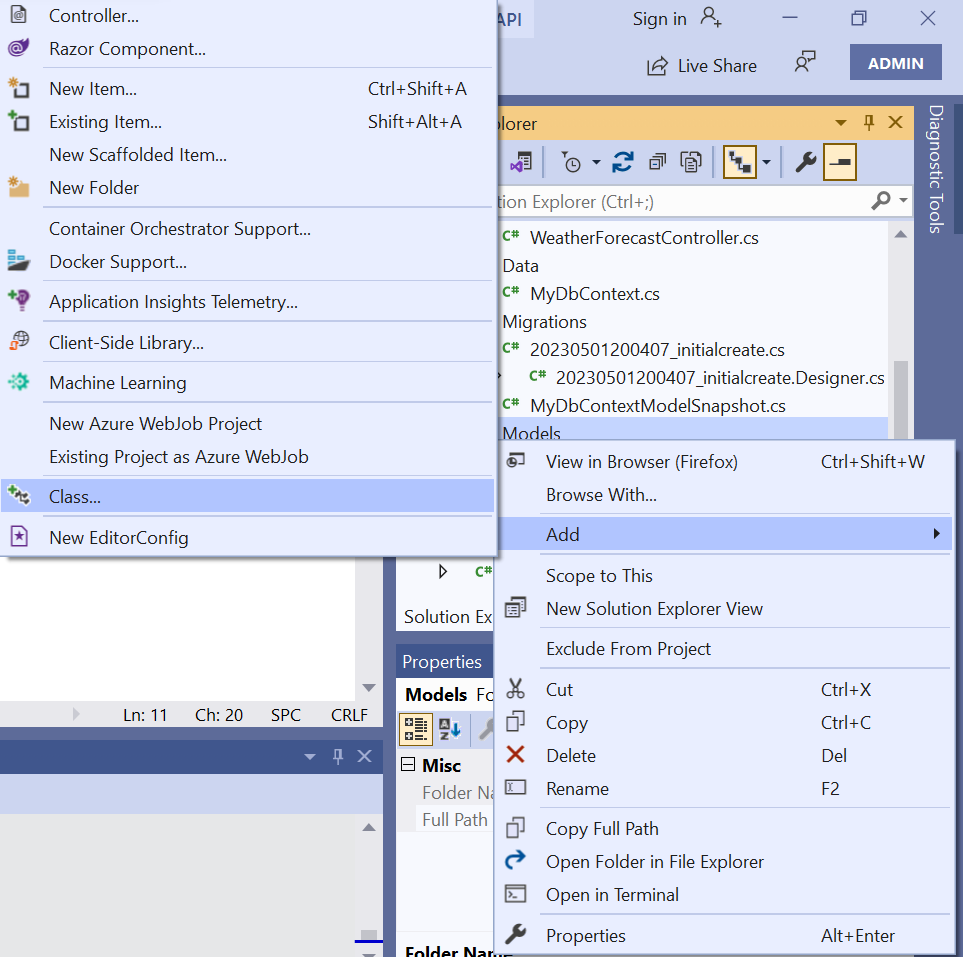 Controller...
Razor Component...
New Item... Ctrl+Shift+A
Existing Item... Shift+Alt+A
New Scaffolded Item...
New Folder
Container Orchestrator Support...
Docker Support...
Application Insights Telemetry...
Client-Side Library...
Machine Learning
New Azure WebJob Project
Existing Project as Azure WebJob
Class...
New EditorConfig
API
Sign in
Live Share
ADMIN
Diagnostic Tools
plorer
tion Explorer (Ctrl+;)
C# WeatherForecastController.cs
Data
C# MyDbContext.cs
Migrations
C# 20230501200407_initialcreate.cs
C# 20230501200407_initialcreate.Designer.cs
C# MyDbContextModelSnapshot.cs
Models
View in Browser (Firefox) Ctrl+Shift+W
Browse With...
Add
Scope to This
New Solution Explorer View
Exclude From Project
Cut Ctrl+X
Copy Ctrl+C
Delete Del
Rename F2
Copy Full Path
Open Folder in File Explorer
Open in Terminal
Properties Alt+Enter
C#
Solution Ex
Properties
Models Fo
Misc
Folder Na
Full Path
Folder Name
Ln: 11 Ch: 20 SPC CRLF